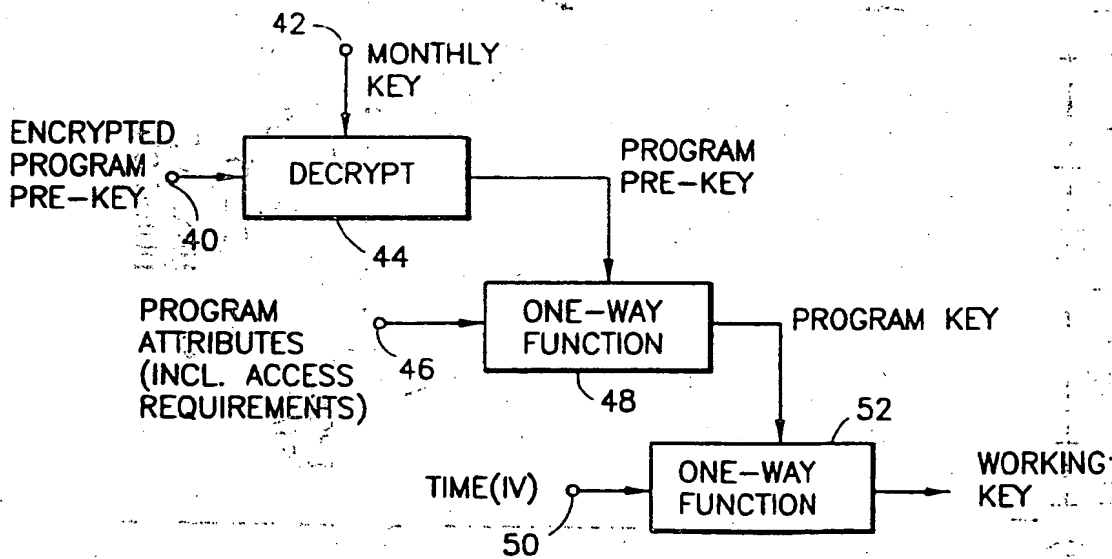 42
MONTHLY
KEY
ENCRYPTED
PROGRAM
PRE-KEY
40
DECRYPT
44
PROGRAM
PRE-KEY
PROGRAM
ATTRIBUTES
(INCL. ACCESS
REQUIREMENTS)
46
ONE-WAY
FUNCTION
48
PROGRAM KEY
52
TIME(IV)
50
ONE-WAY
FUNCTION
WORKING
KEY